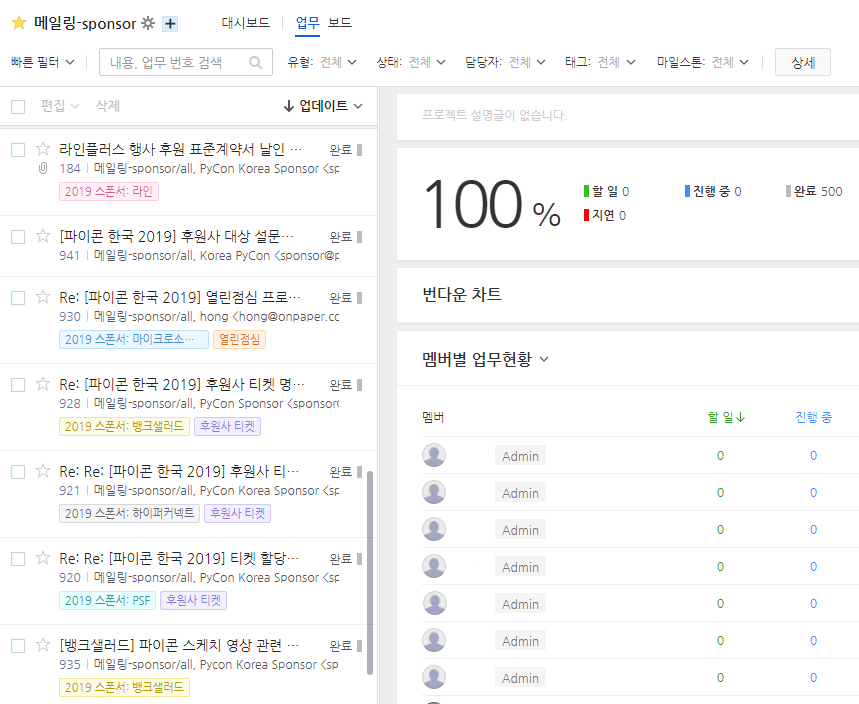 메일링-sponsor 대시보드 업무 보드
빠른 필터 내용, 업무 번호 검색 유형: 전체 상태: 전체 담당자: 전체 태그: 전체 마일스톤: 전체 상세
편집 삭제 업데이트
라인플러스 행사 후원 표준계약서 날인 ··· 완료
184 메일링-sponsor/all, PyCon Korea Sponsor <sp
2019 스폰서: 라인
[파이콘 한국 2019] 후원사 대상 설문··· 완료
941 메일링-sponsor/all, Korea PyCon <sponsor@p
Re: [파이콘 한국 2019] 열린점심 프로··· 완료
930 메일링-sponsor/all, hong <hong@onpaper.cc
2019 스폰서: 마이크로소··· 열린점심
Re: [파이콘 한국 2019] 후원사 티켓 명··· 완료
928 메일링-sponsor/all, PyCon Sponsor <sponsor
2019 스폰서: 뱅크샐러드 후원사 티켓
Re: Re: [파이콘 한국 2019] 후원사 티··· 완료
921 메일링-sponsor/all, PyCon Korea Sponsor <sp
2019 스폰서: 하이퍼커넥트 후원사 티켓
Re: Re: [파이콘 한국 2019] 티켓 할당··· 완료
920 메일링-sponsor/all, PyCon Korea Sponsor <sp
2019 스폰서: PSF 후원사 티켓
[뱅크샐러드] 파이콘 스케치 영상 관련 ··· 완료
935 메일링-sponsor/all, Pycon Korea Sponsor <sp
2019 스폰서: 뱅크샐러드
프로젝트 설명글이 없습니다.
100 %
할 일 0 진행 중 0 완료 500
지연 0
번다운 차트
멤버별 업무현황
멤버 할 일 진행 중
Admin 0 0
Admin 0 0
Admin 0 0
Admin 0 0
Admin 0 0
Admin 0 0
Admin 0 0